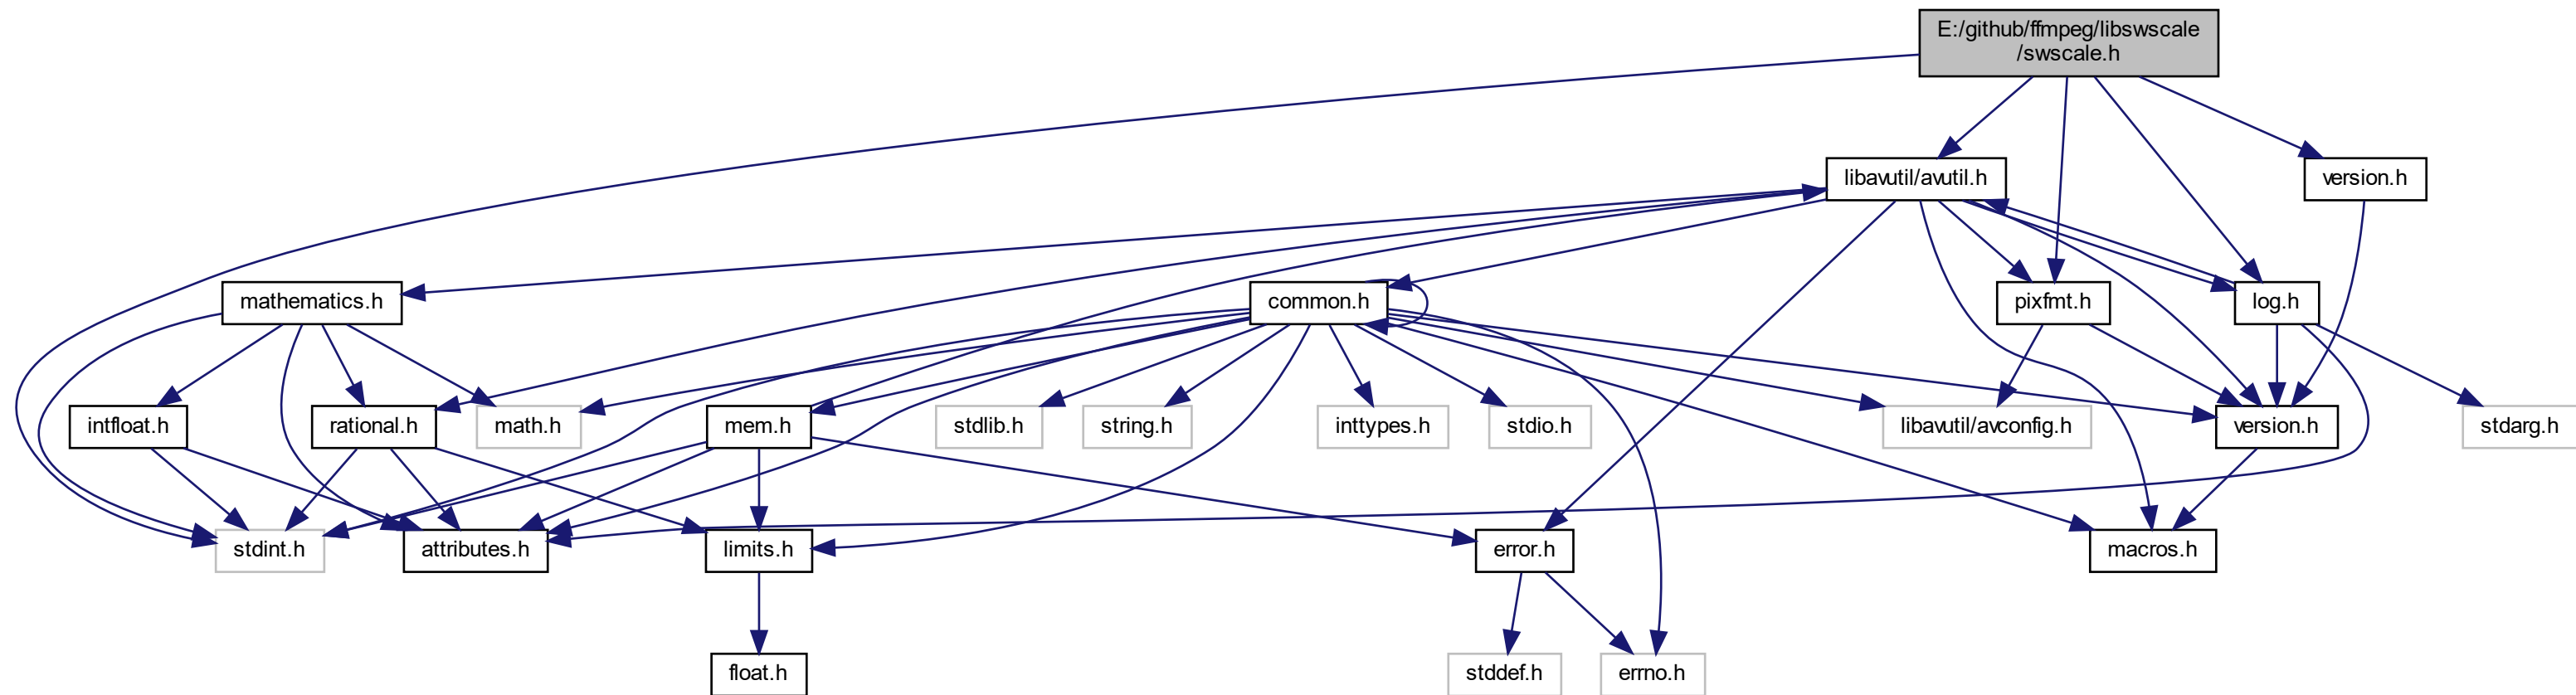 E:/github/ffmpeg/libswscale
/swscale.h
libavutil/avutil.h
version.h
mathematics.h
common.h
pixfmt.h
log.h
intfloat.h
rational.h
math.h
mem.h
stdlib.h
string.h
inttypes.h
stdio.h
libavutil/avconfig.h
version.h
stdarg.h
stdint.h
attributes.h
limits.h
error.h
macros.h
float.h
stddef.h
errno.h